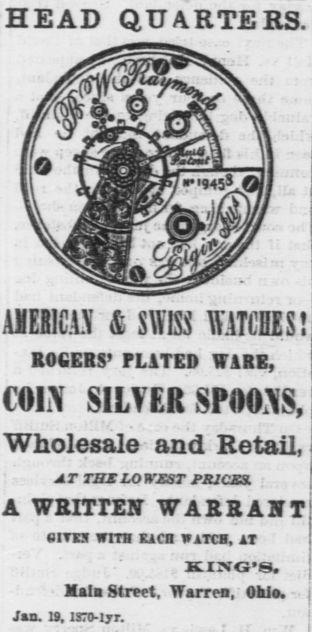 HEAD QUARTERS.
B. W. Raymond
Patent
No 19458
Elgin Ills
AMERICAN & SWISS WATCHES!
ROGERS' PLATED WARE,
COIN SILVER SPOONS,
Wholesale and Retail,
AT THE LOWEST PRICES.
A WRITTEN WARRANT
GIVEN WITH EACH WATCH, AT
KING'S,
Main Street, Warren, Ohio.
Jan. 19, 1870-1yr.